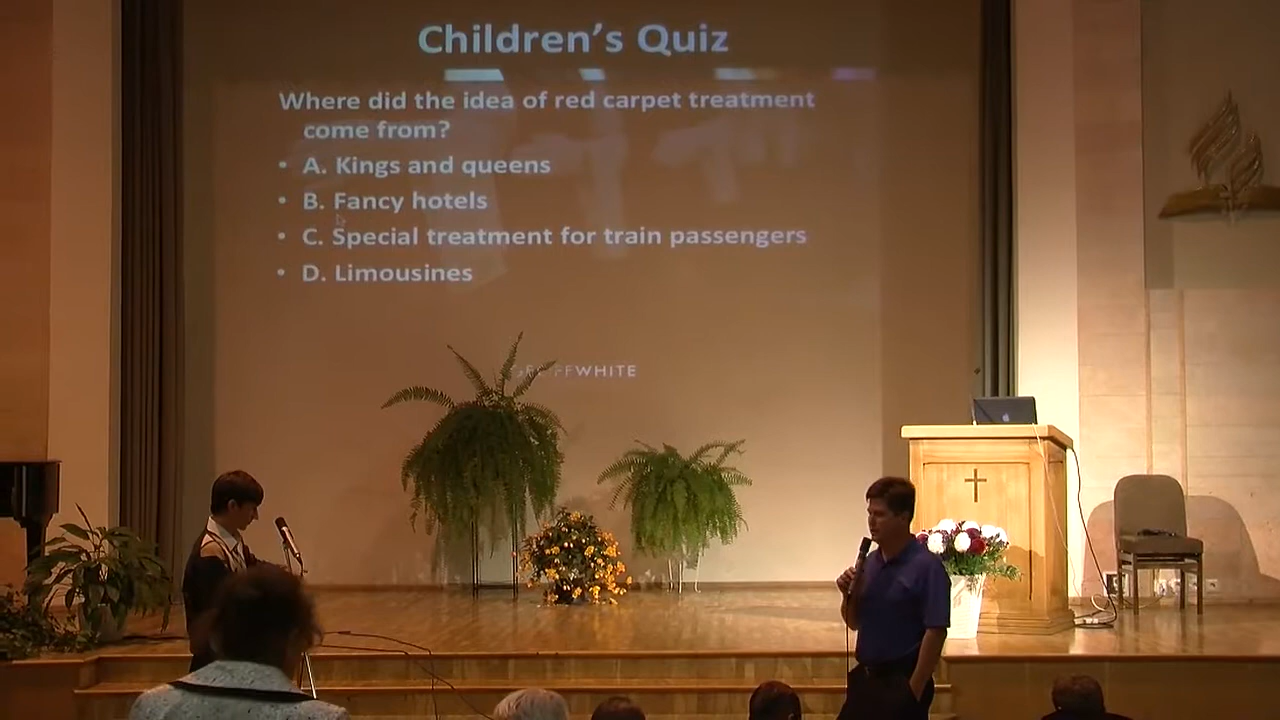 Children's Quiz
Where did the idea of red carpet treatment
come from?
• A. Kings and queens
• B. Fancy hotels
• C. Special treatment for train passengers
• D. Limousines
WHITE